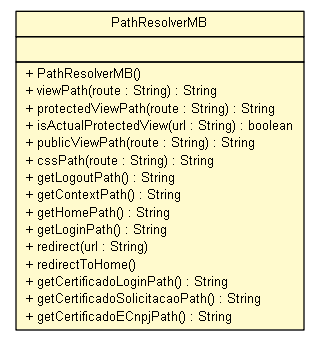 PathResolverMB
+ PathResolverMB()
+ viewPath(route : String) : String
+ protectedViewPath(route : String) : String
+ isActualProtectedView(url : String) : boolean
+ publicViewPath(route : String) : String
+ cssPath(route : String) : String
+ getLogoutPath() : String
+ getContextPath() : String
+ getHomePath() : String
+ getLoginPath() : String
+ redirect(url : String)
+ redirectToHome()
+ getCertificadoLoginPath() : String
+ getCertificadoSolicitacaoPath() : String
+ getCertificadoECnpjPath() : String